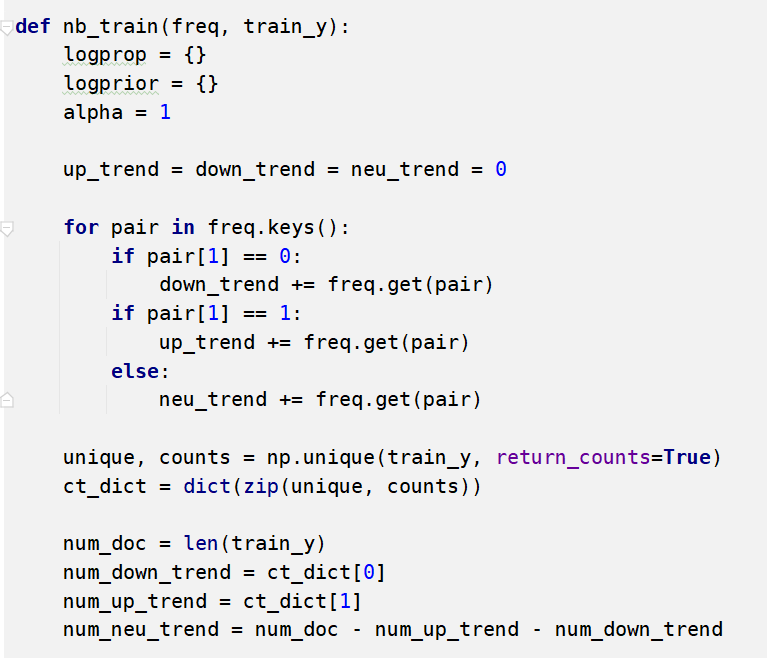 def nb_train(freq, train_y):
    logprop = {}
    logprior = {}
    alpha = 1
    up_trend = down_trend = neu_trend = 0
    for pair in freq.keys():
        if pair[1] == 0:
            down_trend += freq.get(pair)
        if pair[1] == 1:
            up_trend += freq.get(pair)
        else:
            neu_trend += freq.get(pair)
    unique, counts = np.unique(train_y, return_counts=True)
    ct_dict = dict(zip(unique, counts))
    num_doc = len(train_y)
    num_down_trend = ct_dict[0]
    num_up_trend = ct_dict[1]
    num_neu_trend = num_doc - num_up_trend - num_down_trend